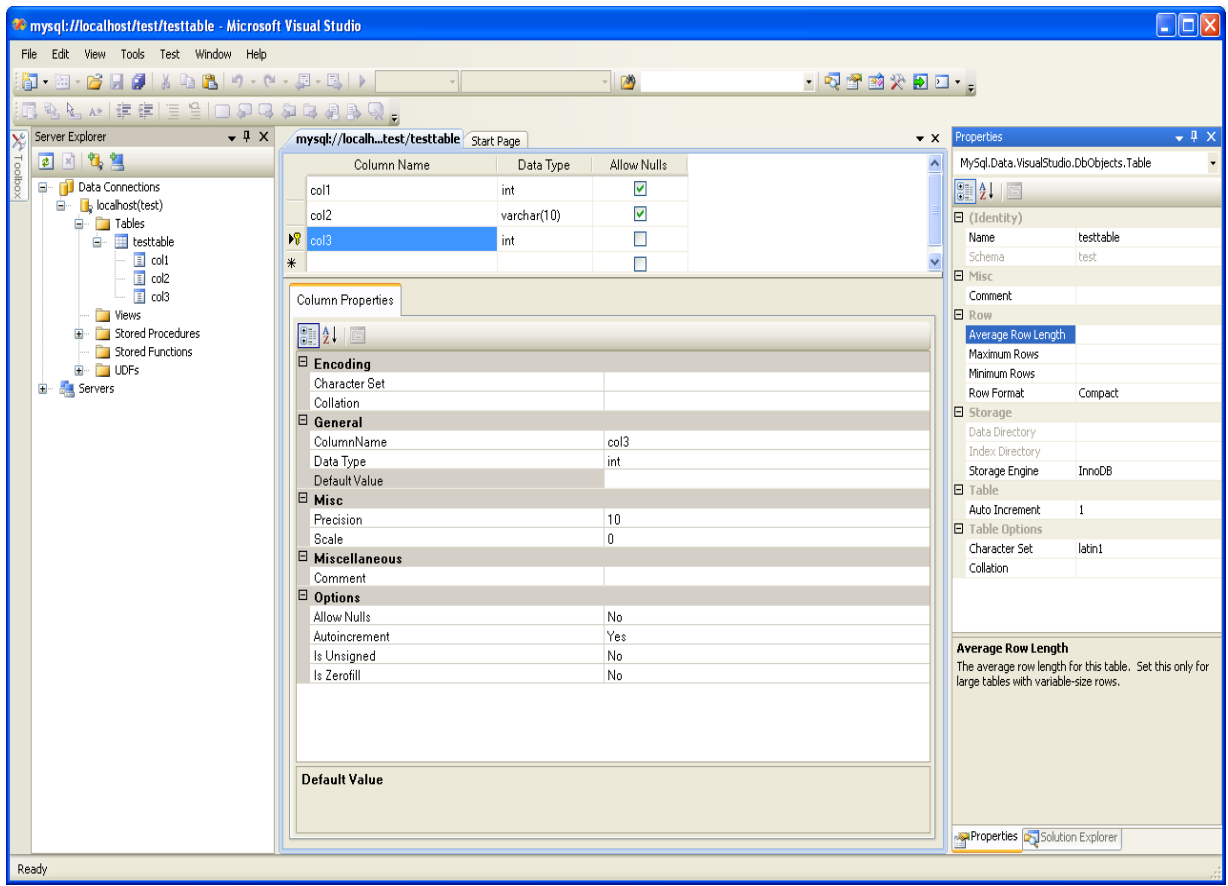 mysql://localhost/test/testtable - Microsoft Visual Studio
File Edit View Tools Test Window Help
Toolbox
Server Explorer
Data Connections
localhost(test)
Tables
testtable
col1
col2
col3
Views
Stored Procedures
Stored Functions
UDFs
Servers
mysql://localh...test/testtable Start Page
Column Name Data Type Allow Nulls
col1 int
col2 varchar(10)
col3 int
Column Properties
Encoding
Character Set
Collation
General
ColumnName col3
Data Type int
Default Value
Misc
Precision 10
Scale 0
Miscellaneous
Comment
Options
Allow Nulls No
Autoincrement Yes
Is Unsigned No
Is Zerofill No
Default Value
Properties
MySql.Data.VisualStudio.DbObjects.Table
(Identity)
Name testtable
Schema test
Misc
Comment
Row
Average Row Length
Maximum Rows
Minimum Rows
Row Format Compact
Storage
Data Directory
Index Directory
Storage Engine InnoDB
Table
Auto Increment 1
Table Options
Character Set latin1
Collation
Average Row Length
The average row length for this table. Set this only for
large tables with variable-size rows.
Properties Solution Explorer
Ready